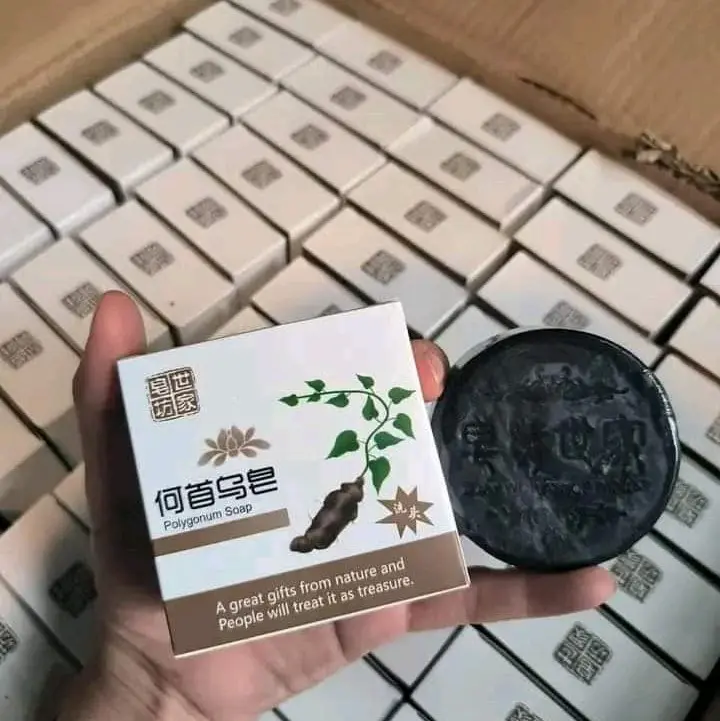 世家
皂坊
何首乌皂
Polygonum Soap
洗头
A great gifts from nature and
People will treat it as treasure.